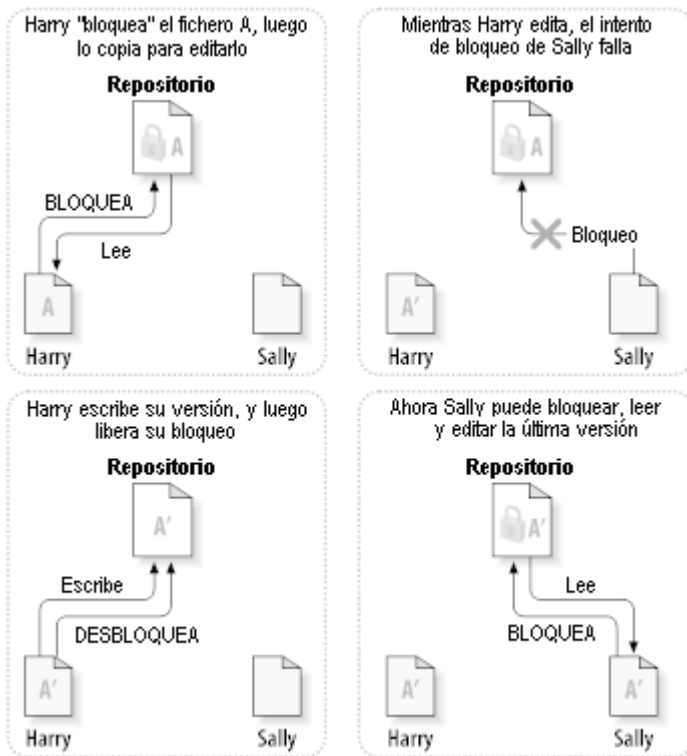 Harry "bloquea" el fichero A, luego
lo copia para editarlo
Repositorio
A
BLOQUEA
Lee
A
Harry
Sally
Mientras Harry edita, el intento
de bloqueo de Sally falla
Repositorio
A
Bloqueo
A'
Harry
Sally
Harry escribe su versión, y luego
libera su bloqueo
Repositorio
A'
Escribe
DESBLOQUEA
A'
Harry
Sally
Ahora Sally puede bloquear, leer
y editar la última versión
Repositorio
A'
Lee
BLOQUEA
A'
A'
Harry
Sally